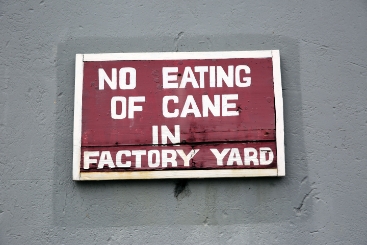 NO EATING
OF CANE
IN
FACTORY YARD